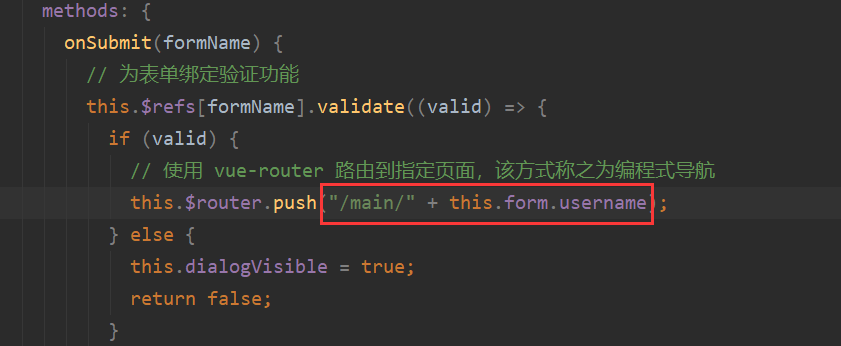 methods: {
onSubmit(formName) {
// 为表单绑定验证功能
this.$refs[formName].validate((valid) => {
if (valid) {
// 使用 vue-router 路由到指定页面，该方式称之为编程式导航
this.$router.push("/main/" + this.form.username);
} else {
this.dialogVisible = true;
return false;
}